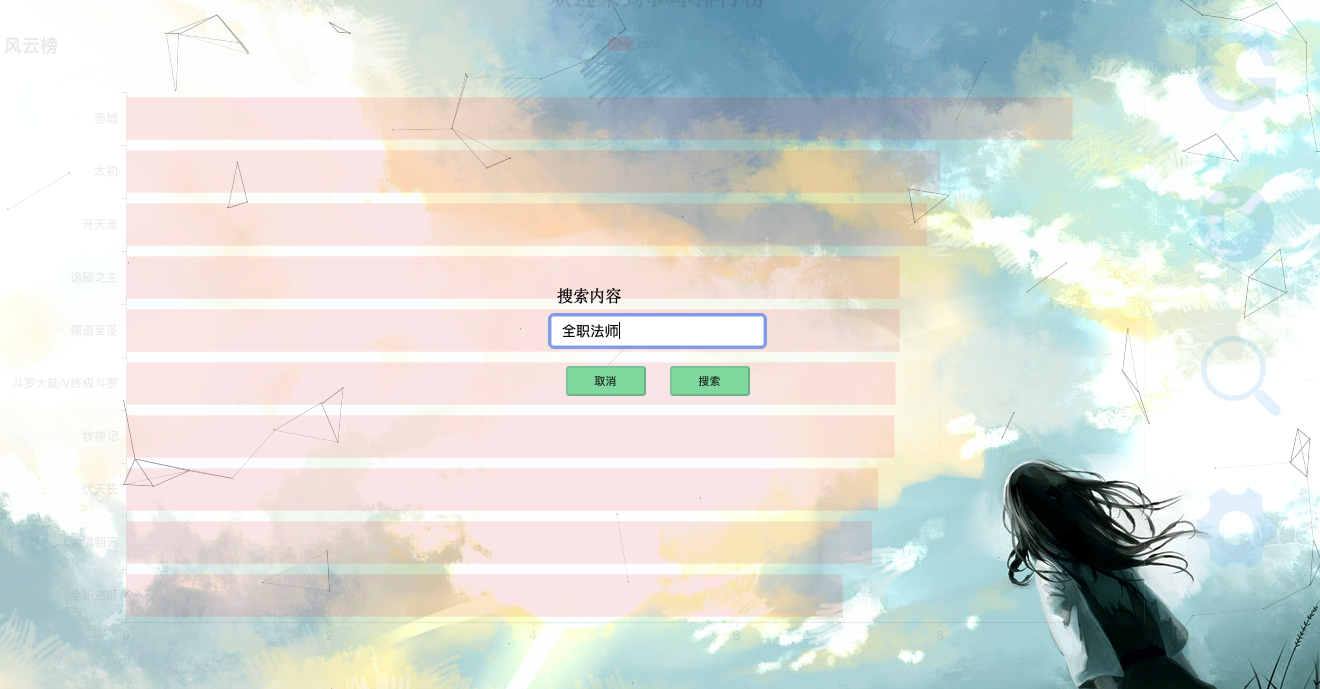 风云榜
rank
圣墟
太初
开天录
诡秘之主
儒道至圣
斗罗大陆IV终极斗罗
牧神记
伏天氏
全职法师
搜索内容
全职法师
取消
搜索
0
2
4
6
8